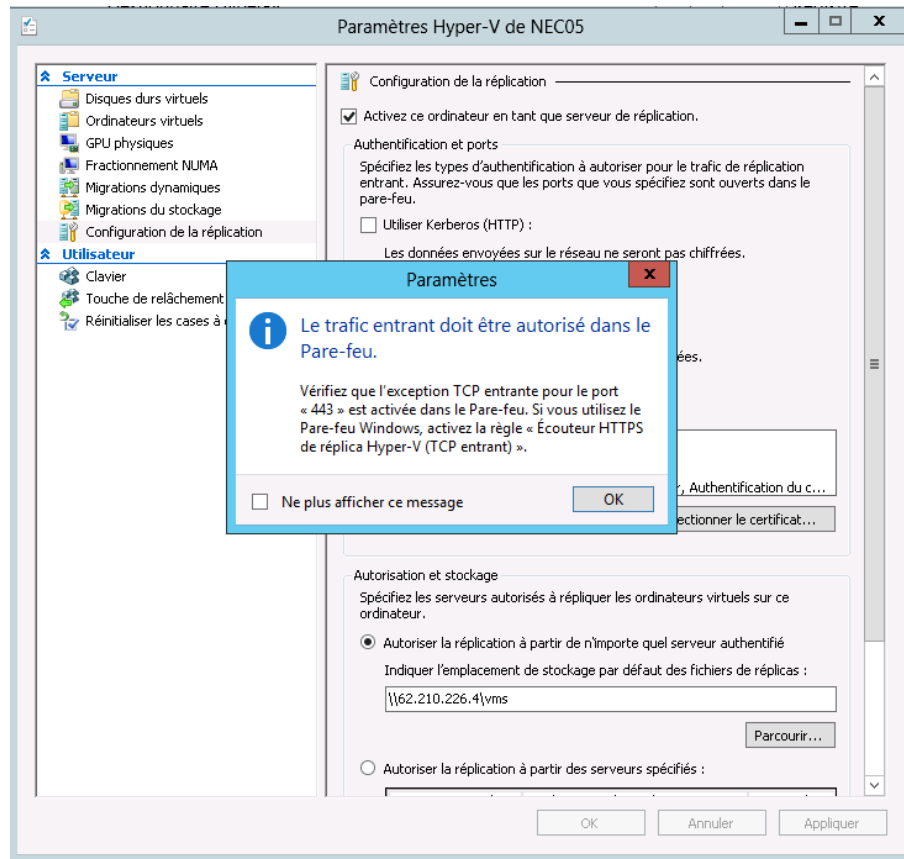 Paramètres Hyper-V de NEC05
Serveur
Disques durs virtuels
Ordinateurs virtuels
GPU physiques
Fractionnement NUMA
Migrations dynamiques
Migrations du stockage
Configuration de la réplication
Utilisateur
Clavier
Touche de relâchement
Réinitialiser les cases à
Configuration de la réplication
Activez ce ordinateur en tant que serveur de réplication.
Authentification et ports
Spécifiez les types d'authentification à autoriser pour le trafic de réplication
entrant. Assurez-vous que les ports que vous spécifiez sont ouverts dans le
pare-feu.
Utiliser Kerberos (HTTP) :
Les données envoyées sur le réseau ne seront pas chiffrées.
ées.
, Authentification du c...
ectionner le certificat...
Paramètres
Le trafic entrant doit être autorisé dans le
Pare-feu.
Vérifiez que l'exception TCP entrante pour le port
« 443 » est activée dans le Pare-feu. Si vous utilisez le
Pare-feu Windows, activez la règle « Écouteur HTTPS
de réplica Hyper-V (TCP entrant) ».
Ne plus afficher ce message
OK
Autorisation et stockage
Spécifiez les serveurs autorisés à répliquer les ordinateurs virtuels sur ce
ordinateur.
Autoriser la réplication à partir de n'importe quel serveur authentifié
Indiquer l'emplacement de stockage par défaut des fichiers de réplicas :
\\62.210.226.4\vms
Parcourir...
Autoriser la réplication à partir des serveurs spécifiés :
OK
Annuler
Appliquer